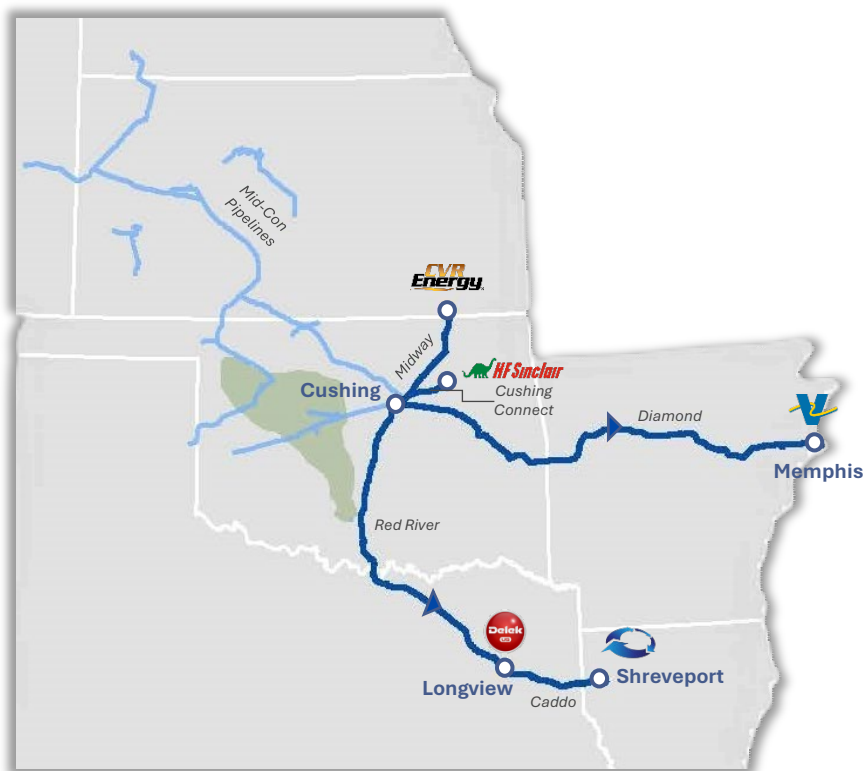 Mid-Con
Pipelines
CVR
Energy
Midway
HF Sinclair
Cushing
Cushing
Connect
Diamond
Memphis
Red River
Delek
US
Longview
Shreveport
Caddo